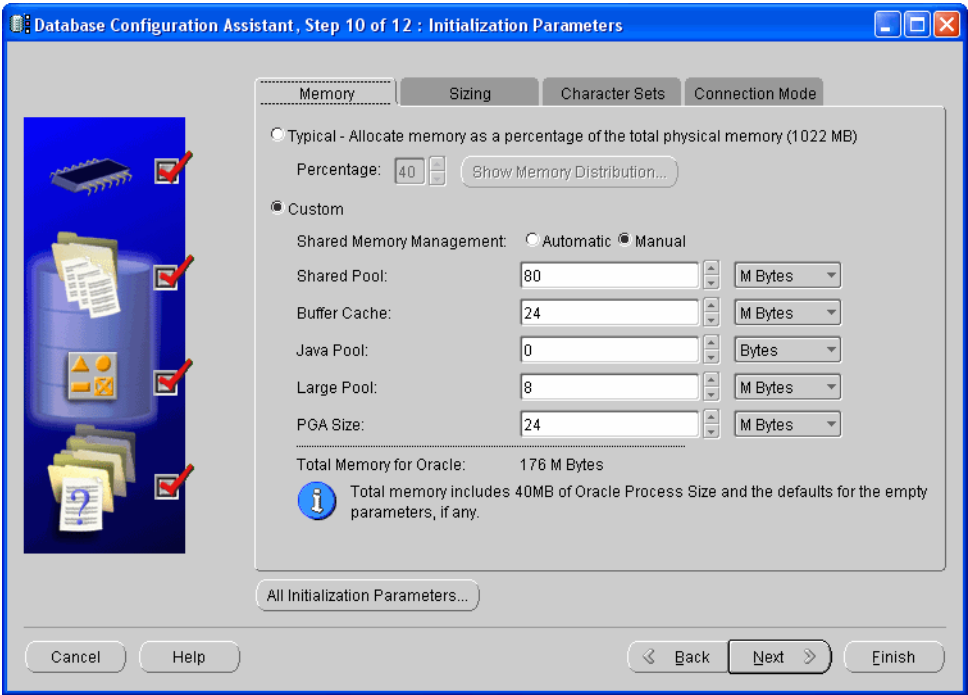 Database Configuration Assistant, Step 10 of 12 : Initialization Parameters
Memory Sizing Character Sets Connection Mode
Typical - Allocate memory as a percentage of the total physical memory (1022 MB)
Percentage: 40 Show Memory Distribution...
Custom
Shared Memory Management: Automatic Manual
Shared Pool: 80 M Bytes
Buffer Cache: 24 M Bytes
Java Pool: 0 Bytes
Large Pool: 8 M Bytes
PGA Size: 24 M Bytes
Total Memory for Oracle: 176 M Bytes
Total memory includes 40MB of Oracle Process Size and the defaults for the empty
parameters, if any.
All Initialization Parameters...
Cancel Help Back Next Finish